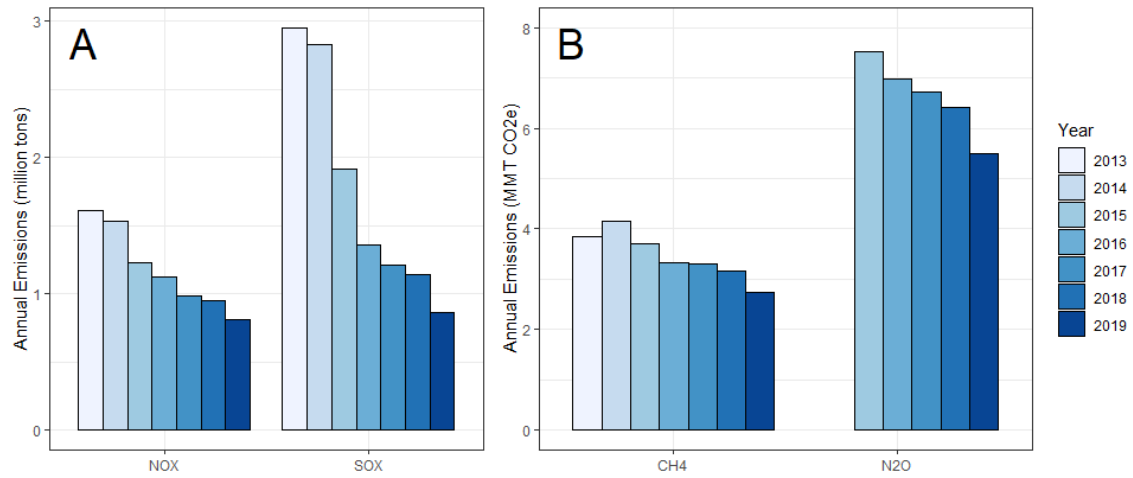 A
Annual Emissions (million tons)
3
2
1
0
NOX
SOX
B
Annual Emissions (MMT CO2e)
8
6
4
2
0
CH4
N2O
Year
2013
2014
2015
2016
2017
2018
2019